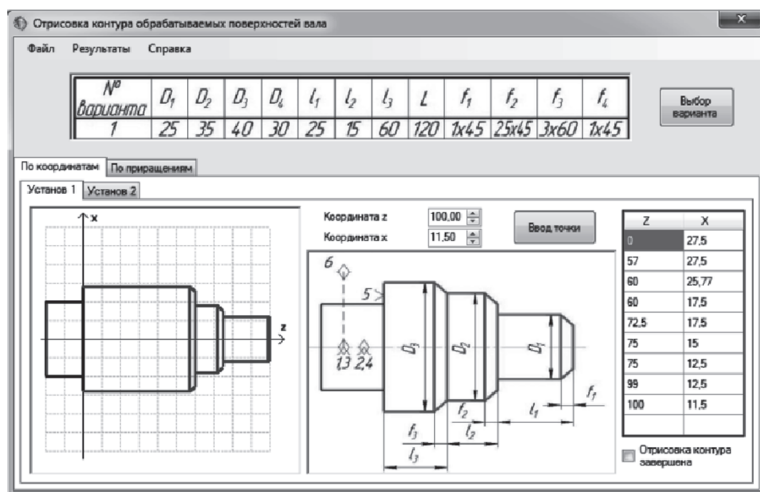 Отрисовка контура обрабатываемых поверхностей вала
Файл Результаты Справка
№ варианта D1 D2 D3 D4 l1 l2 l3 L f1 f2 f3 f4
1 25 35 40 30 25 15 60 120 1x45 25x45 3x60 1x45
Выбор варианта
По координатам По приращениям
Установ 1 Установ 2
Координата z 100,00
Координата x 11,50
Ввод точки
x
z
6
5
1,3 2,4
D3 D2 D1
f1
f2 l1
f3 l2
l3
Z X
0 27,5
57 27,5
60 25,77
60 17,5
72,5 17,5
75 15
75 12,5
99 12,5
100 11,5
Отрисовка контура завершена